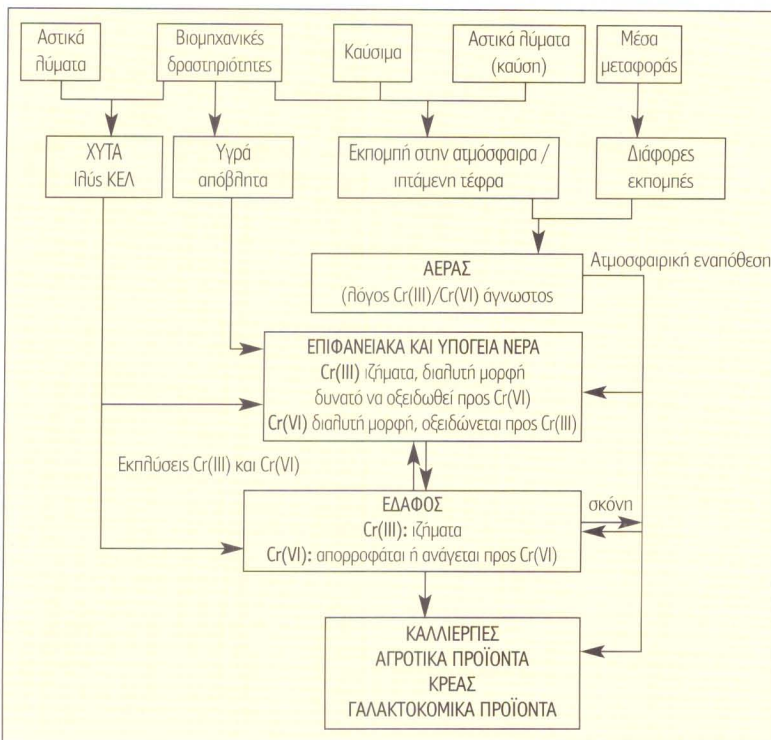 Αστικά
λύματα
Βιομηχανικές
δραστηριότητες
Καύσιμα
Αστικά λύματα
(καύση)
Μέσα
μεταφοράς
ΧΥΤΑ
Ιλύς ΚΕΛ
Υγρά
απόβλητα
Εκπομπή στην ατμόσφαιρα /
ιπτάμενη τέφρα
Διάφορες
εκπομπές
ΑΕΡΑΣ
(λόγος Cr(III)/Cr(VI) άγνωστος
Ατμοσφαιρική εναπόθεση
ΕΠΙΦΑΝΕΙΑΚΑ ΚΑΙ ΥΠΟΓΕΙΑ ΝΕΡΑ
Cr(III) ιζήματα, διαλυτή μορφή
δυνατό να οξειδωθεί προς Cr(VI)
Cr(VI) διαλυτή μορφή, οξειδώνεται προς Cr(III)
Εκπλύσεις Cr(III) και Cr(VI)
ΕΔΑΦΟΣ
Cr(III): ιζήματα
Cr(VI): απορροφάται ή ανάγεται προς Cr(VI)
σκόνη
ΚΑΛΛΙΕΡΓΙΕΣ
ΑΓΡΟΤΙΚΑ ΠΡΟΪΟΝΤΑ
ΚΡΕΑΣ
ΓΑΛΑΚΤΟΚΟΜΙΚΑ ΠΡΟΪΟΝΤΑ